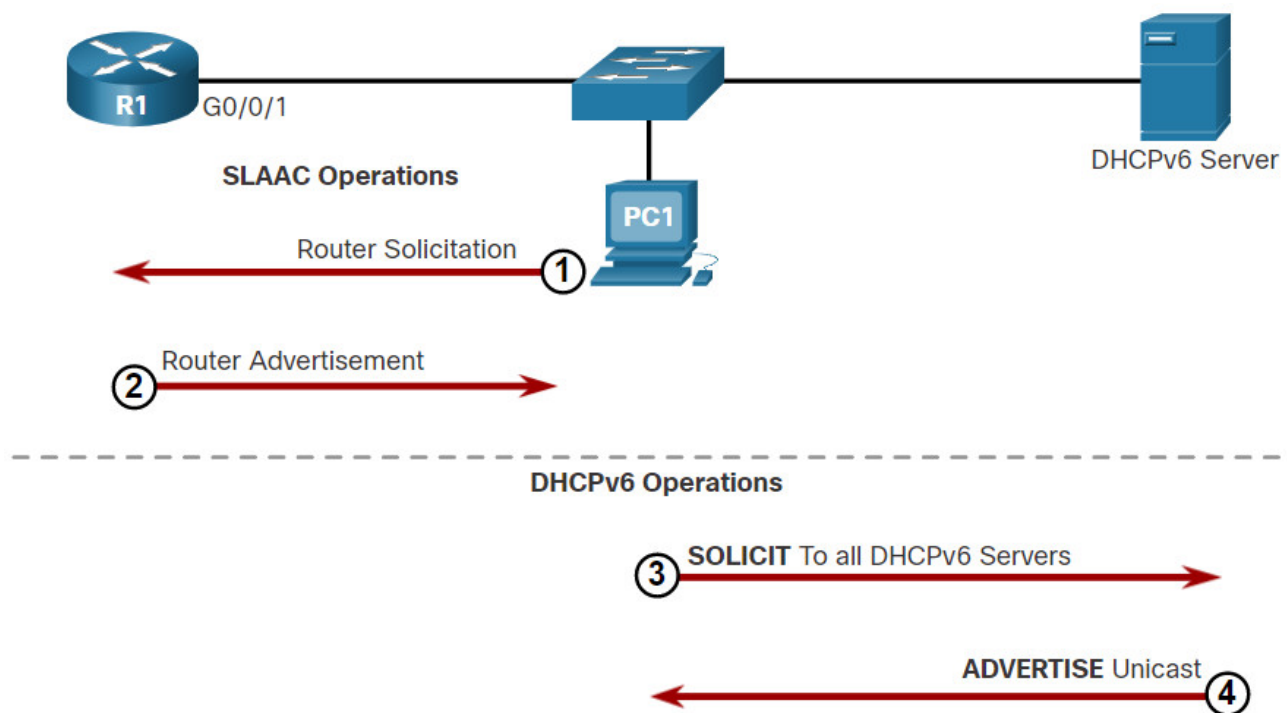 R1
G0/0/1
DHCPv6 Server
SLAAC Operations
PC1
Router Solicitation
1
Router Advertisement
2
DHCPv6 Operations
SOLICIT To all DHCPv6 Servers
3
ADVERTISE Unicast
4